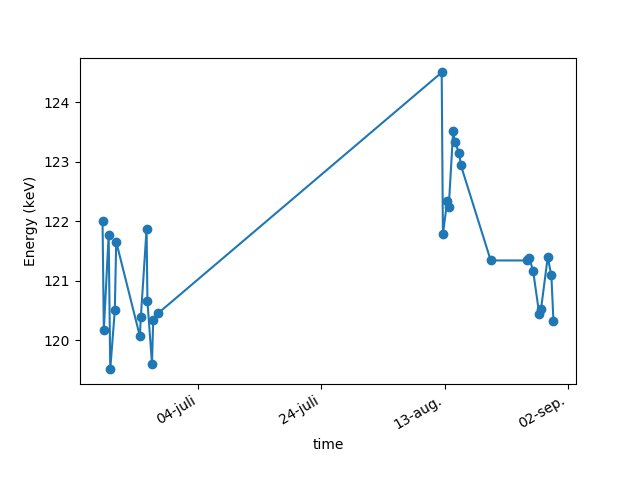 124
123
122
121
120
Energy (keV)
04-juli
24-juli
13-aug.
02-sep.
time